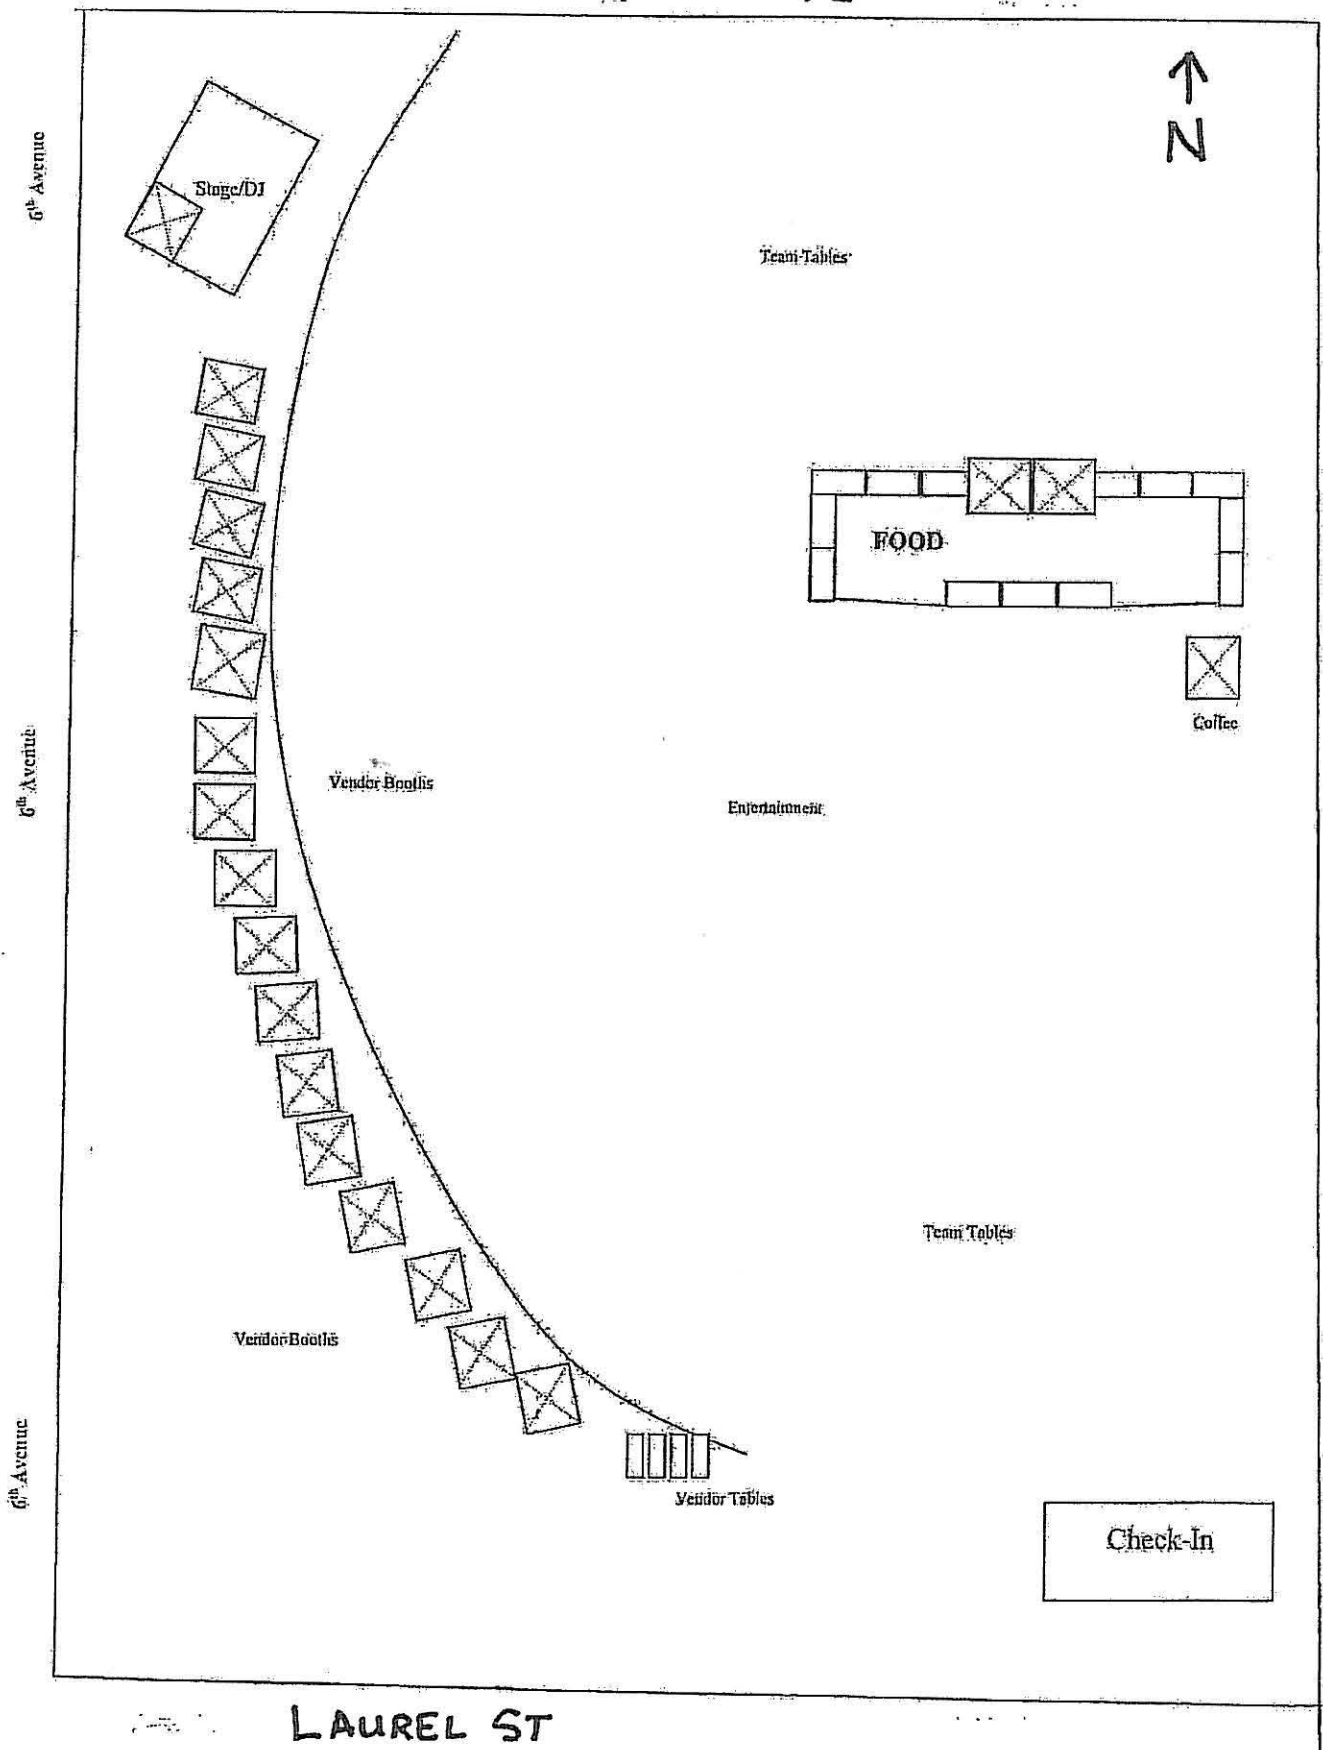 N
6th Avenue
Stage/DJ
Team Tables
FOOD
Coffee
6th Avenue
Vendor Booths
Entertainment
Team Tables
Vendor Booths
6th Avenue
Vendor Tables
Check-In
LAUREL ST